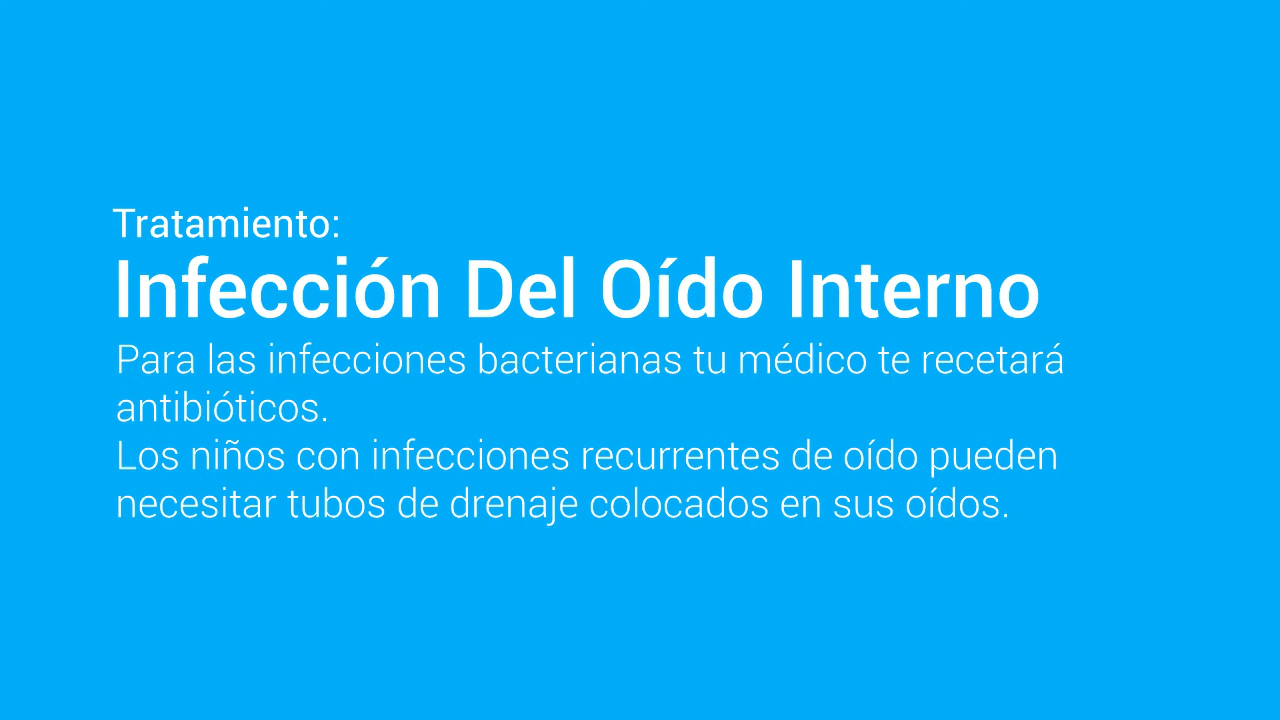 Tratamiento:
Infección Del Oído Interno
Para las infecciones bacterianas tu médico te recetará
antibióticos.
Los niños con infecciones recurrentes de oído pueden
necesitar tubos de drenaje colocados en sus oídos.